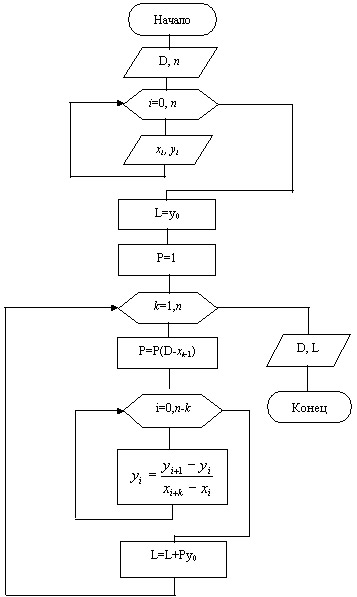 Начало
D, n
i=0, n
xᵢ, yᵢ
L=y₀
P=1
k=1,n
P=P(D-xₖ₋₁)
D, L
i=0,n-k
Конец
yᵢ = (yᵢ₊₁ − yᵢ) / (xᵢ₊ₖ − xᵢ)
L=L+Py₀